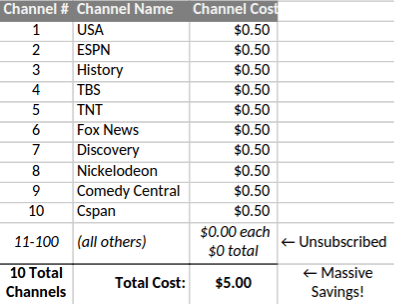 Channel # Channel Name Channel Cost
1 USA $0.50
2 ESPN $0.50
3 History $0.50
4 TBS $0.50
5 TNT $0.50
6 Fox News $0.50
7 Discovery $0.50
8 Nickelodeon $0.50
9 Comedy Central $0.50
10 Cspan $0.50
11-100 (all others) $0.00 each
$0 total ← Unsubscribed
10 Total
Channels Total Cost: $5.00 ← Massive
Savings!